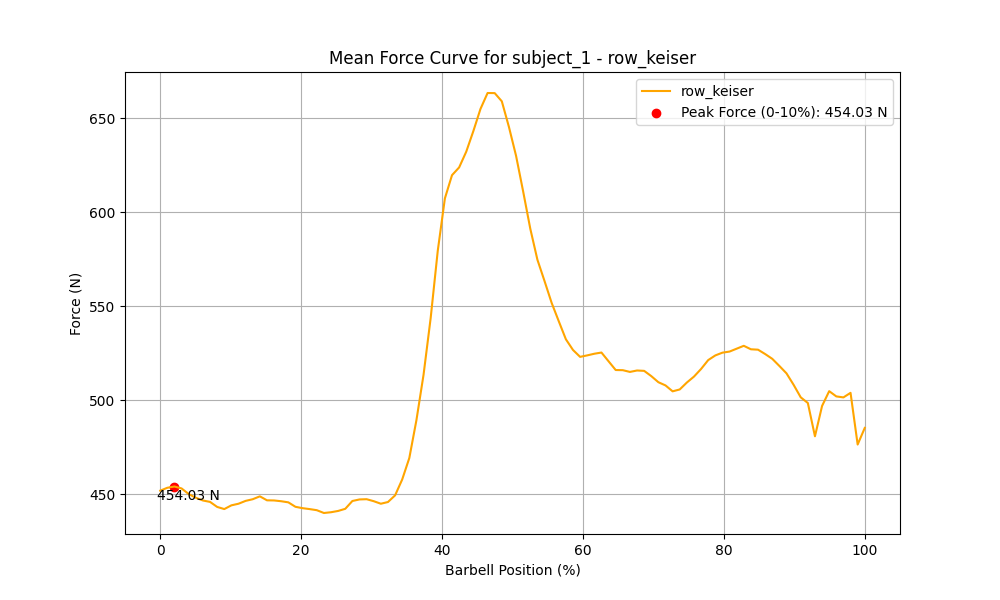 Mean Force Curve for subject_1 - row_keiser
row_keiser
Peak Force (0-10%): 454.03 N
650
600
550
500
450
Force (N)
454.03 N
0 20 40 60 80 100
Barbell Position (%)